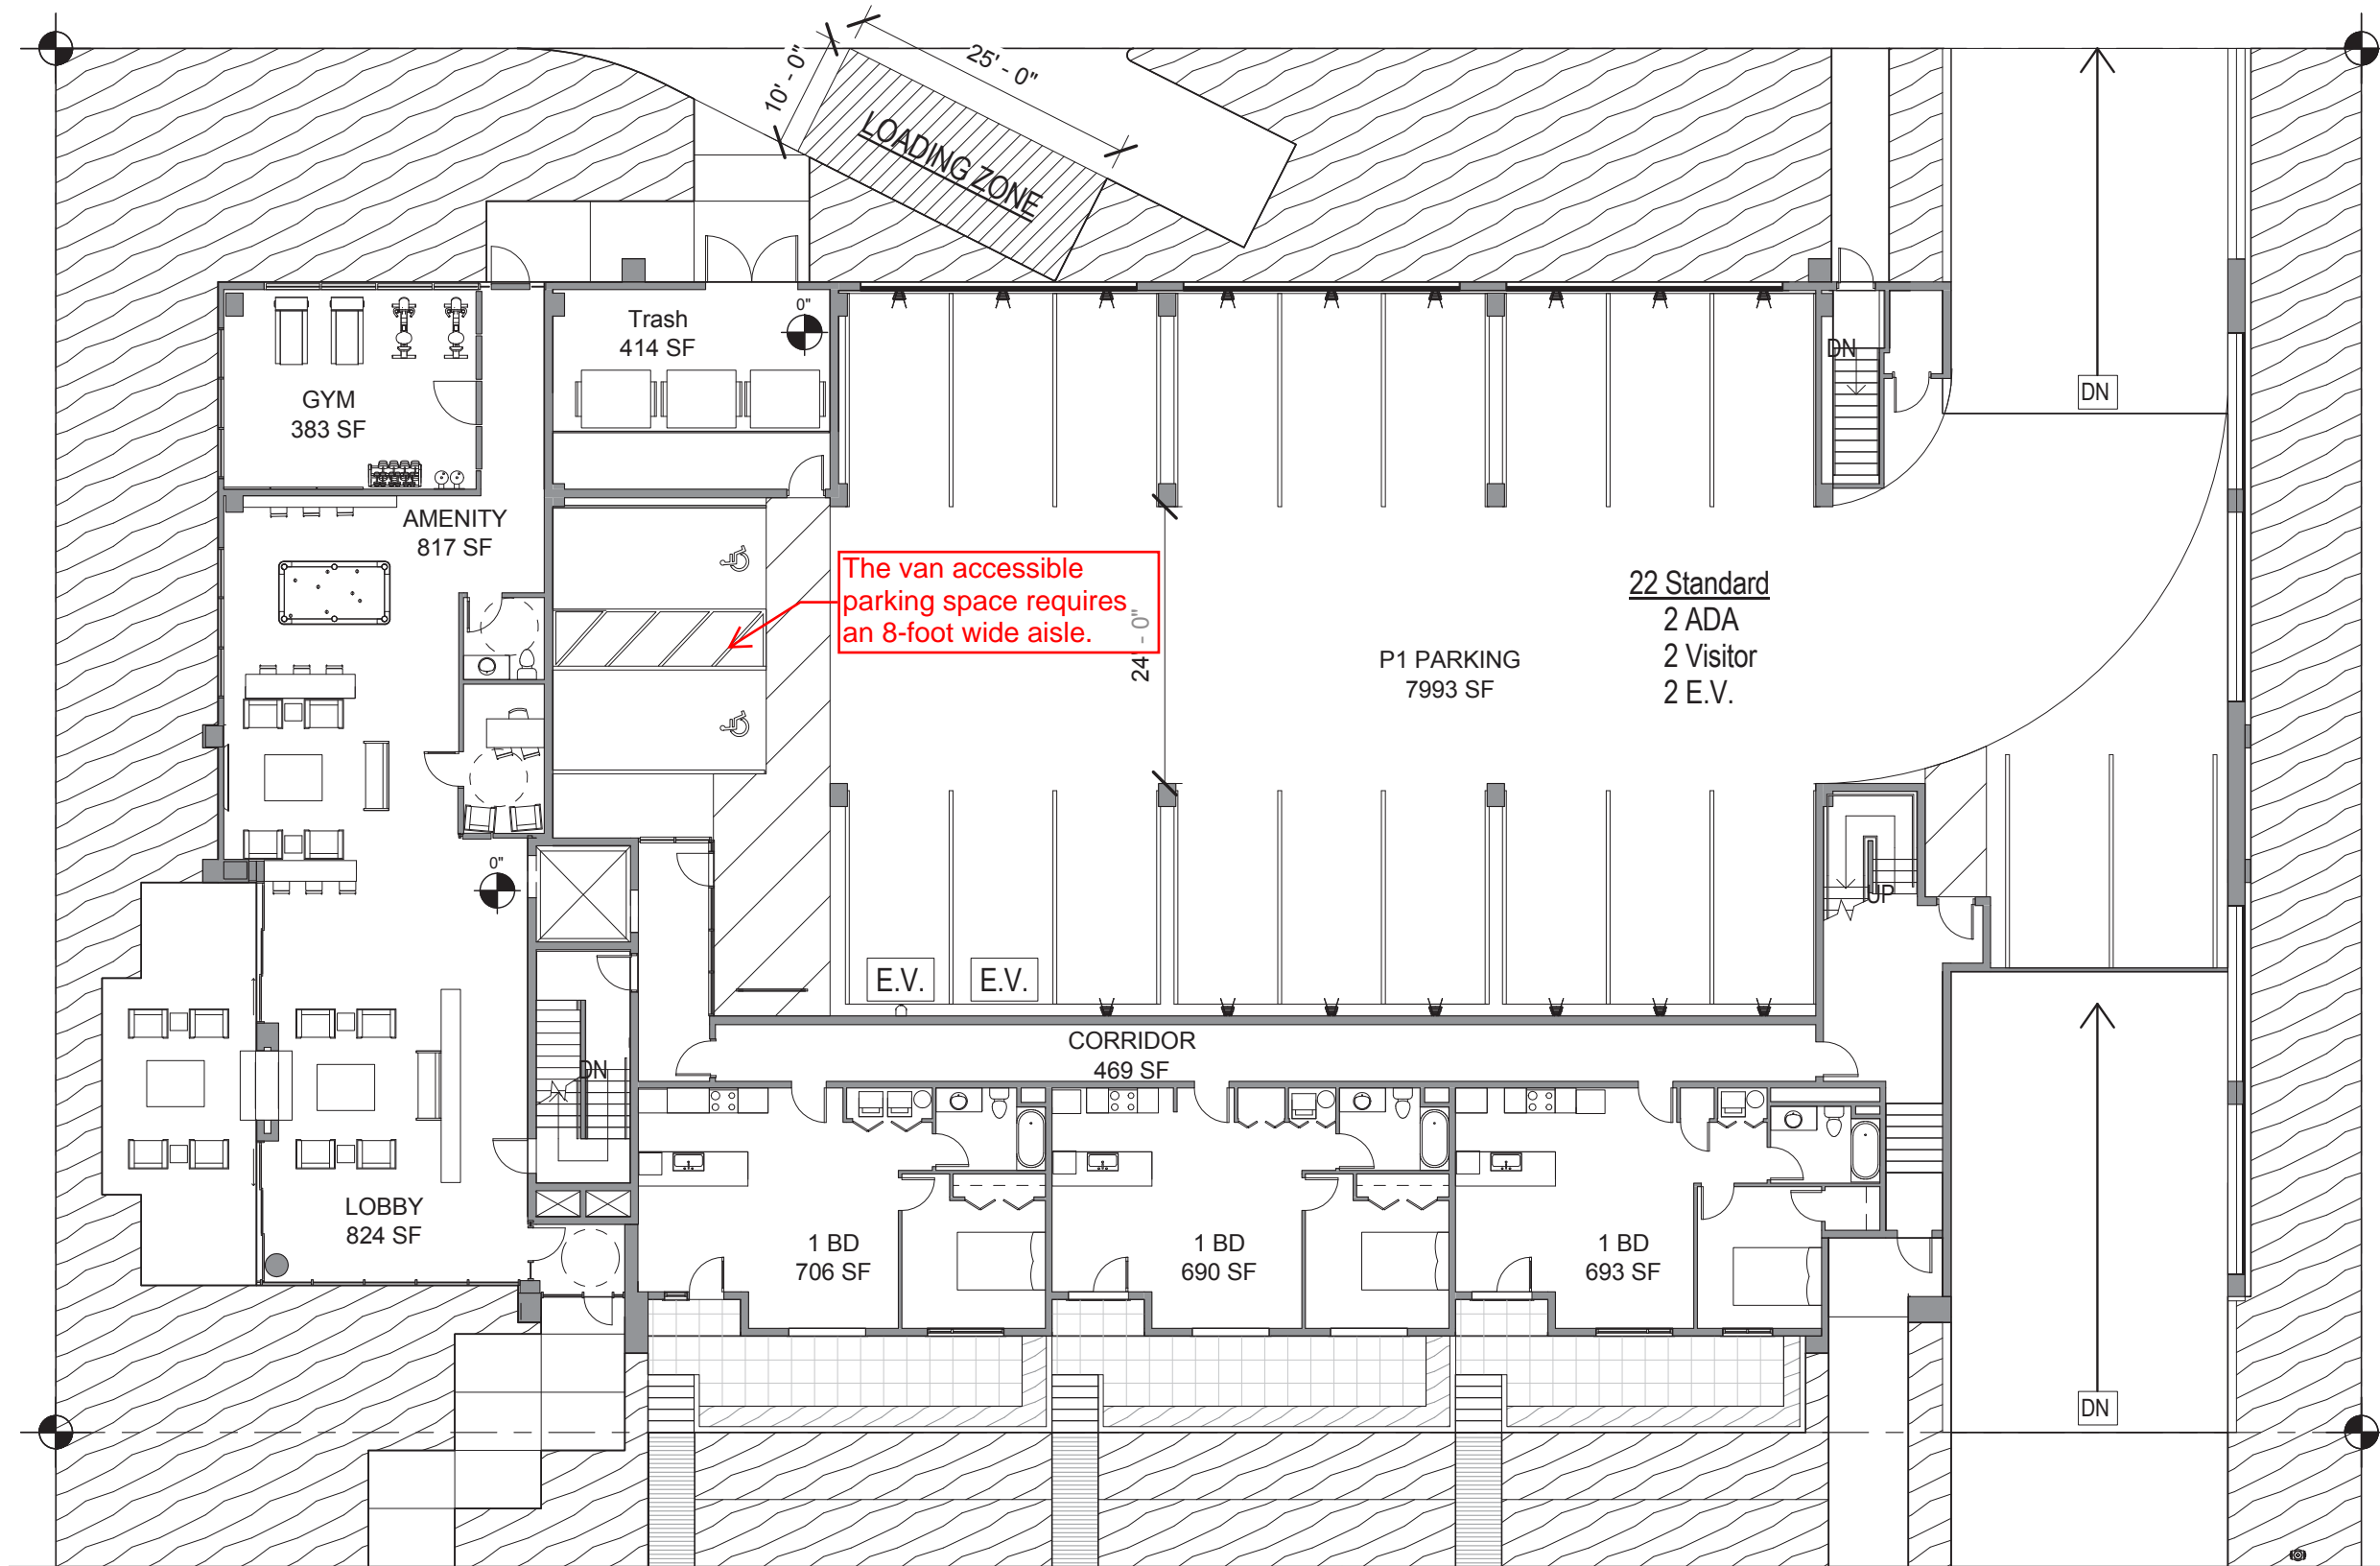 25' - 0"
10' - 0"
LOADING ZONE
Trash
414 SF
0"
GYM
383 SF
DN
DN
AMENITY
817 SF
The van accessible
parking space requires
an 8-foot wide aisle.
24' - 0"
22 Standard
2 ADA
2 Visitor
2 E.V.
P1 PARKING
7993 SF
0"
UP
E.V.
E.V.
CORRIDOR
469 SF
DN
LOBBY
824 SF
1 BD
706 SF
1 BD
690 SF
1 BD
693 SF
DN